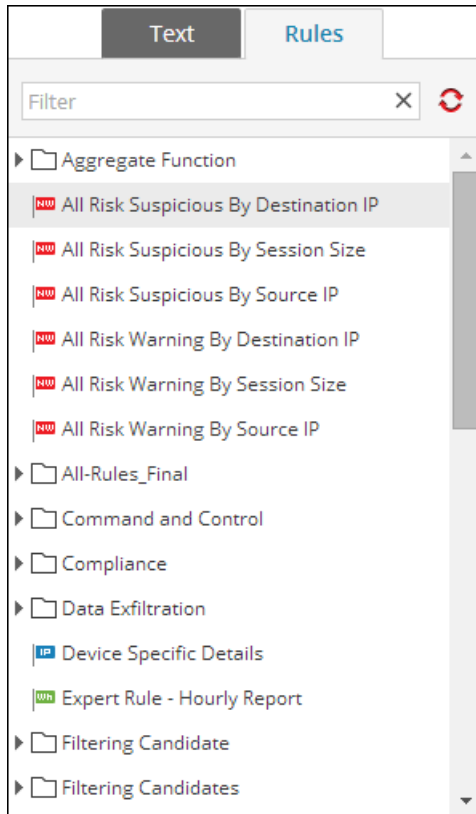 Text Rules
Filter
Aggregate Function
NW All Risk Suspicious By Destination IP
NW All Risk Suspicious By Session Size
NW All Risk Suspicious By Source IP
NW All Risk Warning By Destination IP
NW All Risk Warning By Session Size
NW All Risk Warning By Source IP
All-Rules_Final
Command and Control
Compliance
Data Exfiltration
IP Device Specific Details
Wh Expert Rule - Hourly Report
Filtering Candidate
Filtering Candidates